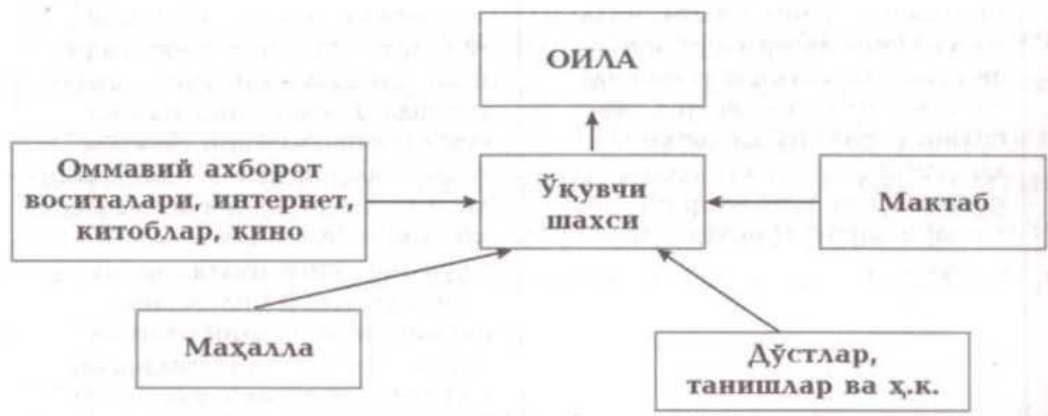 ОИЛА
Оммавий ахборот
воситалари, интернет,
китоблар, кино
Ўқувчи
шахси
Мактаб
Маҳалла
Дўстлар,
танишлар ва ҳ.к.